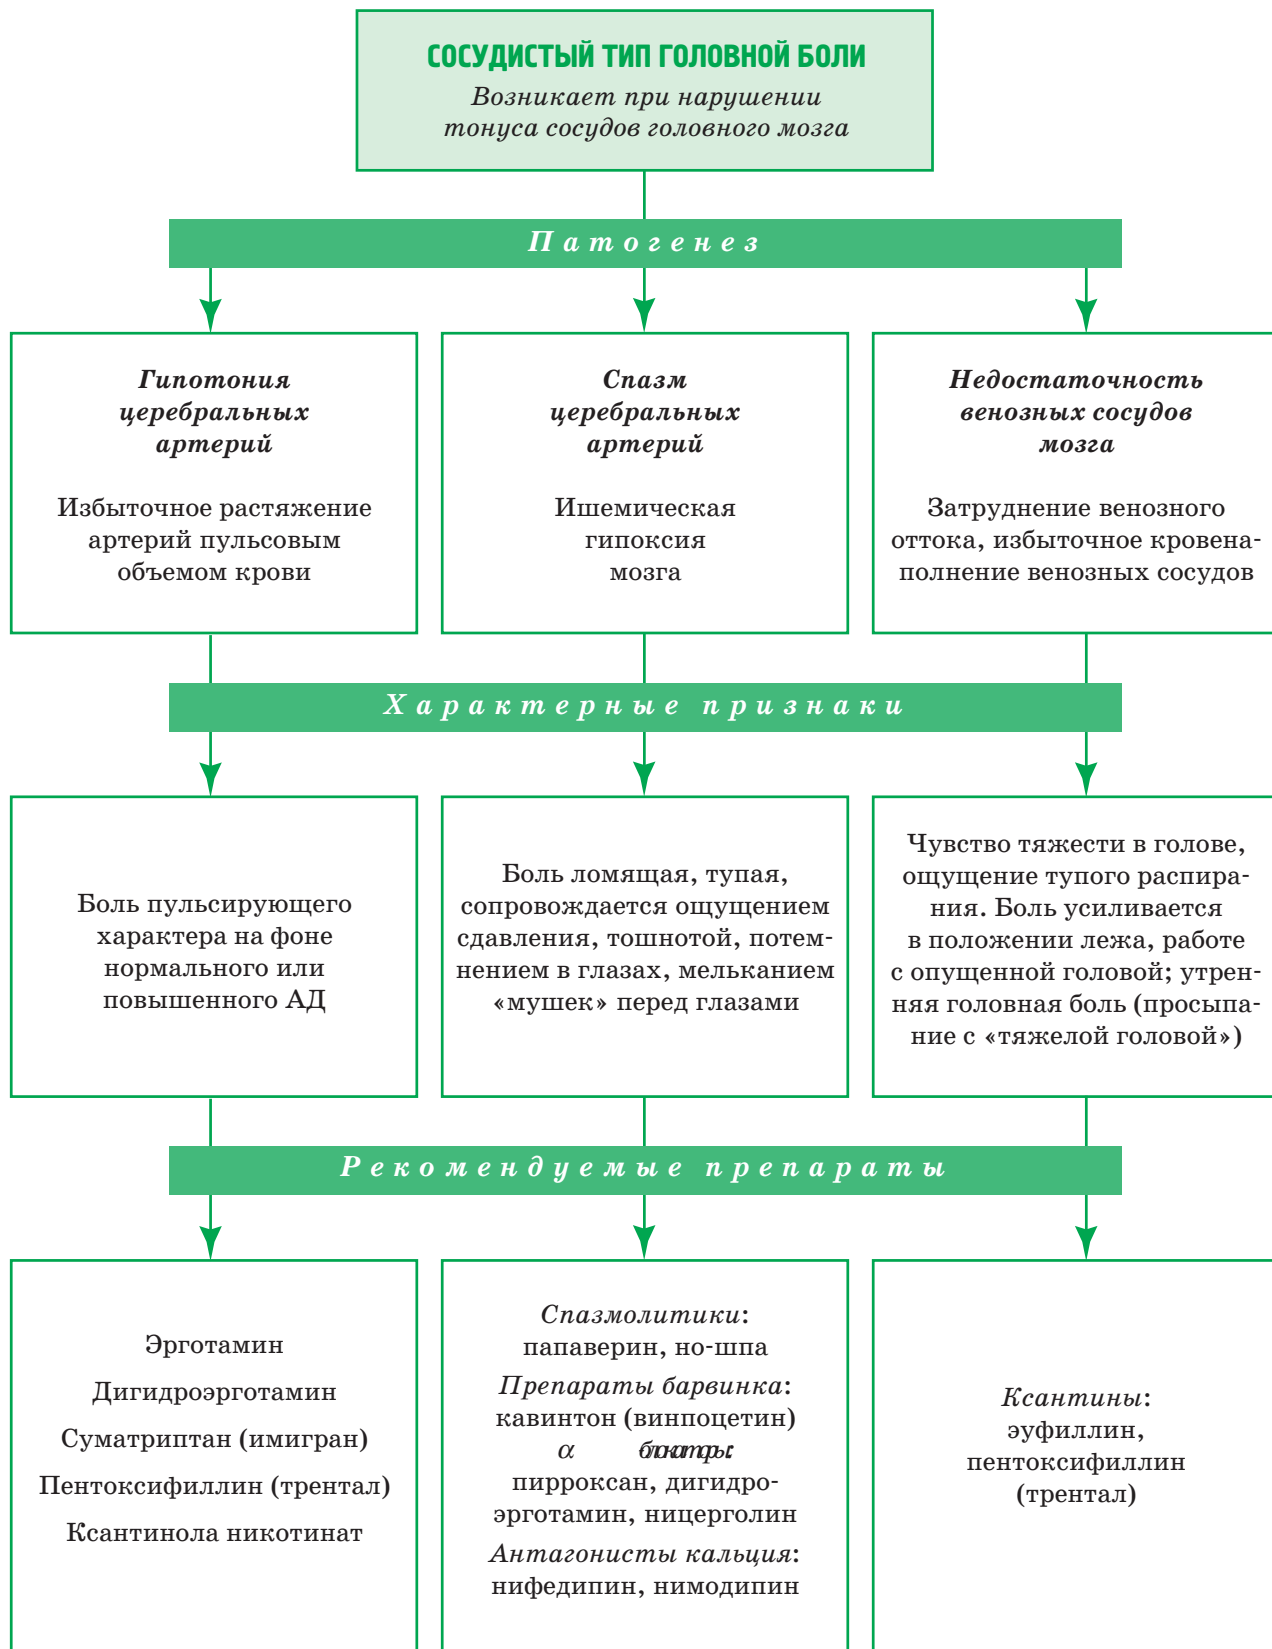 СОСУДИСТЫЙ ТИП ГОЛОВНОЙ БОЛИ
Возникает при нарушении
тонуса сосудов головного мозга
Патогенез
Гипотония
церебральных
артерий
Избыточное растяжение
артерий пульсовым
объемом крови
Спазм
церебральных
артерий
Ишемическая
гипоксия
мозга
Недостаточность
венозных сосудов
мозга
Затруднение венозного
оттока, избыточное кровена-
полнение венозных сосудов
Характерные признаки
Боль пульсирующего
характера на фоне
нормального или
повышенного АД
Боль ломящая, тупая,
сопровождается ощущением
сдавления, тошнотой, потем-
нением в глазах, мельканием
«мушек» перед глазами
Чувство тяжести в голове,
ощущение тупого распира-
ния. Боль усиливается
в положении лежа, работе
с опущенной головой; утрен-
няя головная боль (просыпа-
ние с «тяжелой головой»)
Рекомендуемые препараты
Эрготамин
Дигидроэрготамин
Суматриптан (имигран)
Пентоксифиллин (трентал)
Ксантинола никотинат
Спазмолитики:
папаверин, но-шпа
Препараты барвинка:
кавинтон (винпоцетин)
α
пирроксан, дигидро-
эрготамин, ницерголин
Антагонисты кальция:
нифедипин, нимодипин
Ксантины:
эуфиллин,
пентоксифиллин
(трентал)